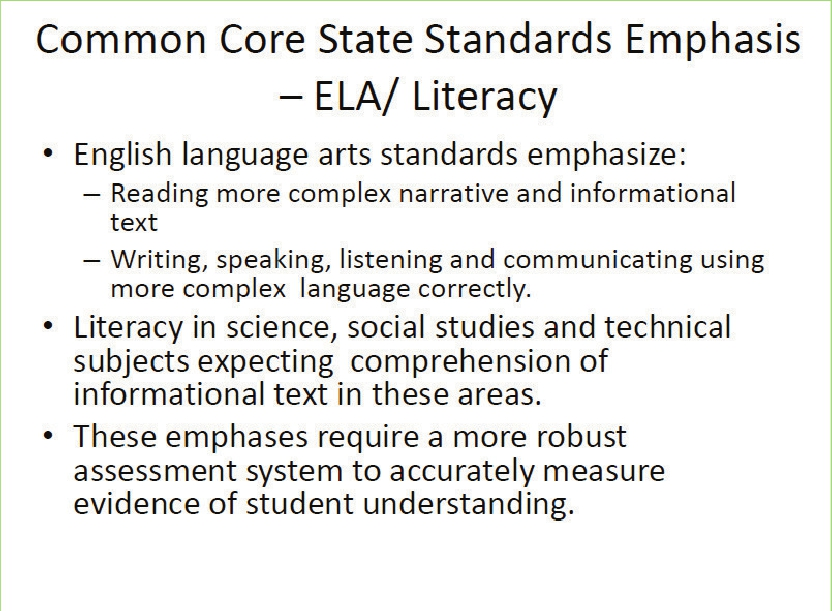 Common Core State Standards Emphasis
– ELA/ Literacy
• English language arts standards emphasize:
– Reading more complex narrative and informational
text
– Writing, speaking, listening and communicating using
more complex  language correctly.
• Literacy in science, social studies and technical
subjects expecting  comprehension of
informational text in these areas.
• These emphases require a more robust
assessment system to accurately measure
evidence of student understanding.